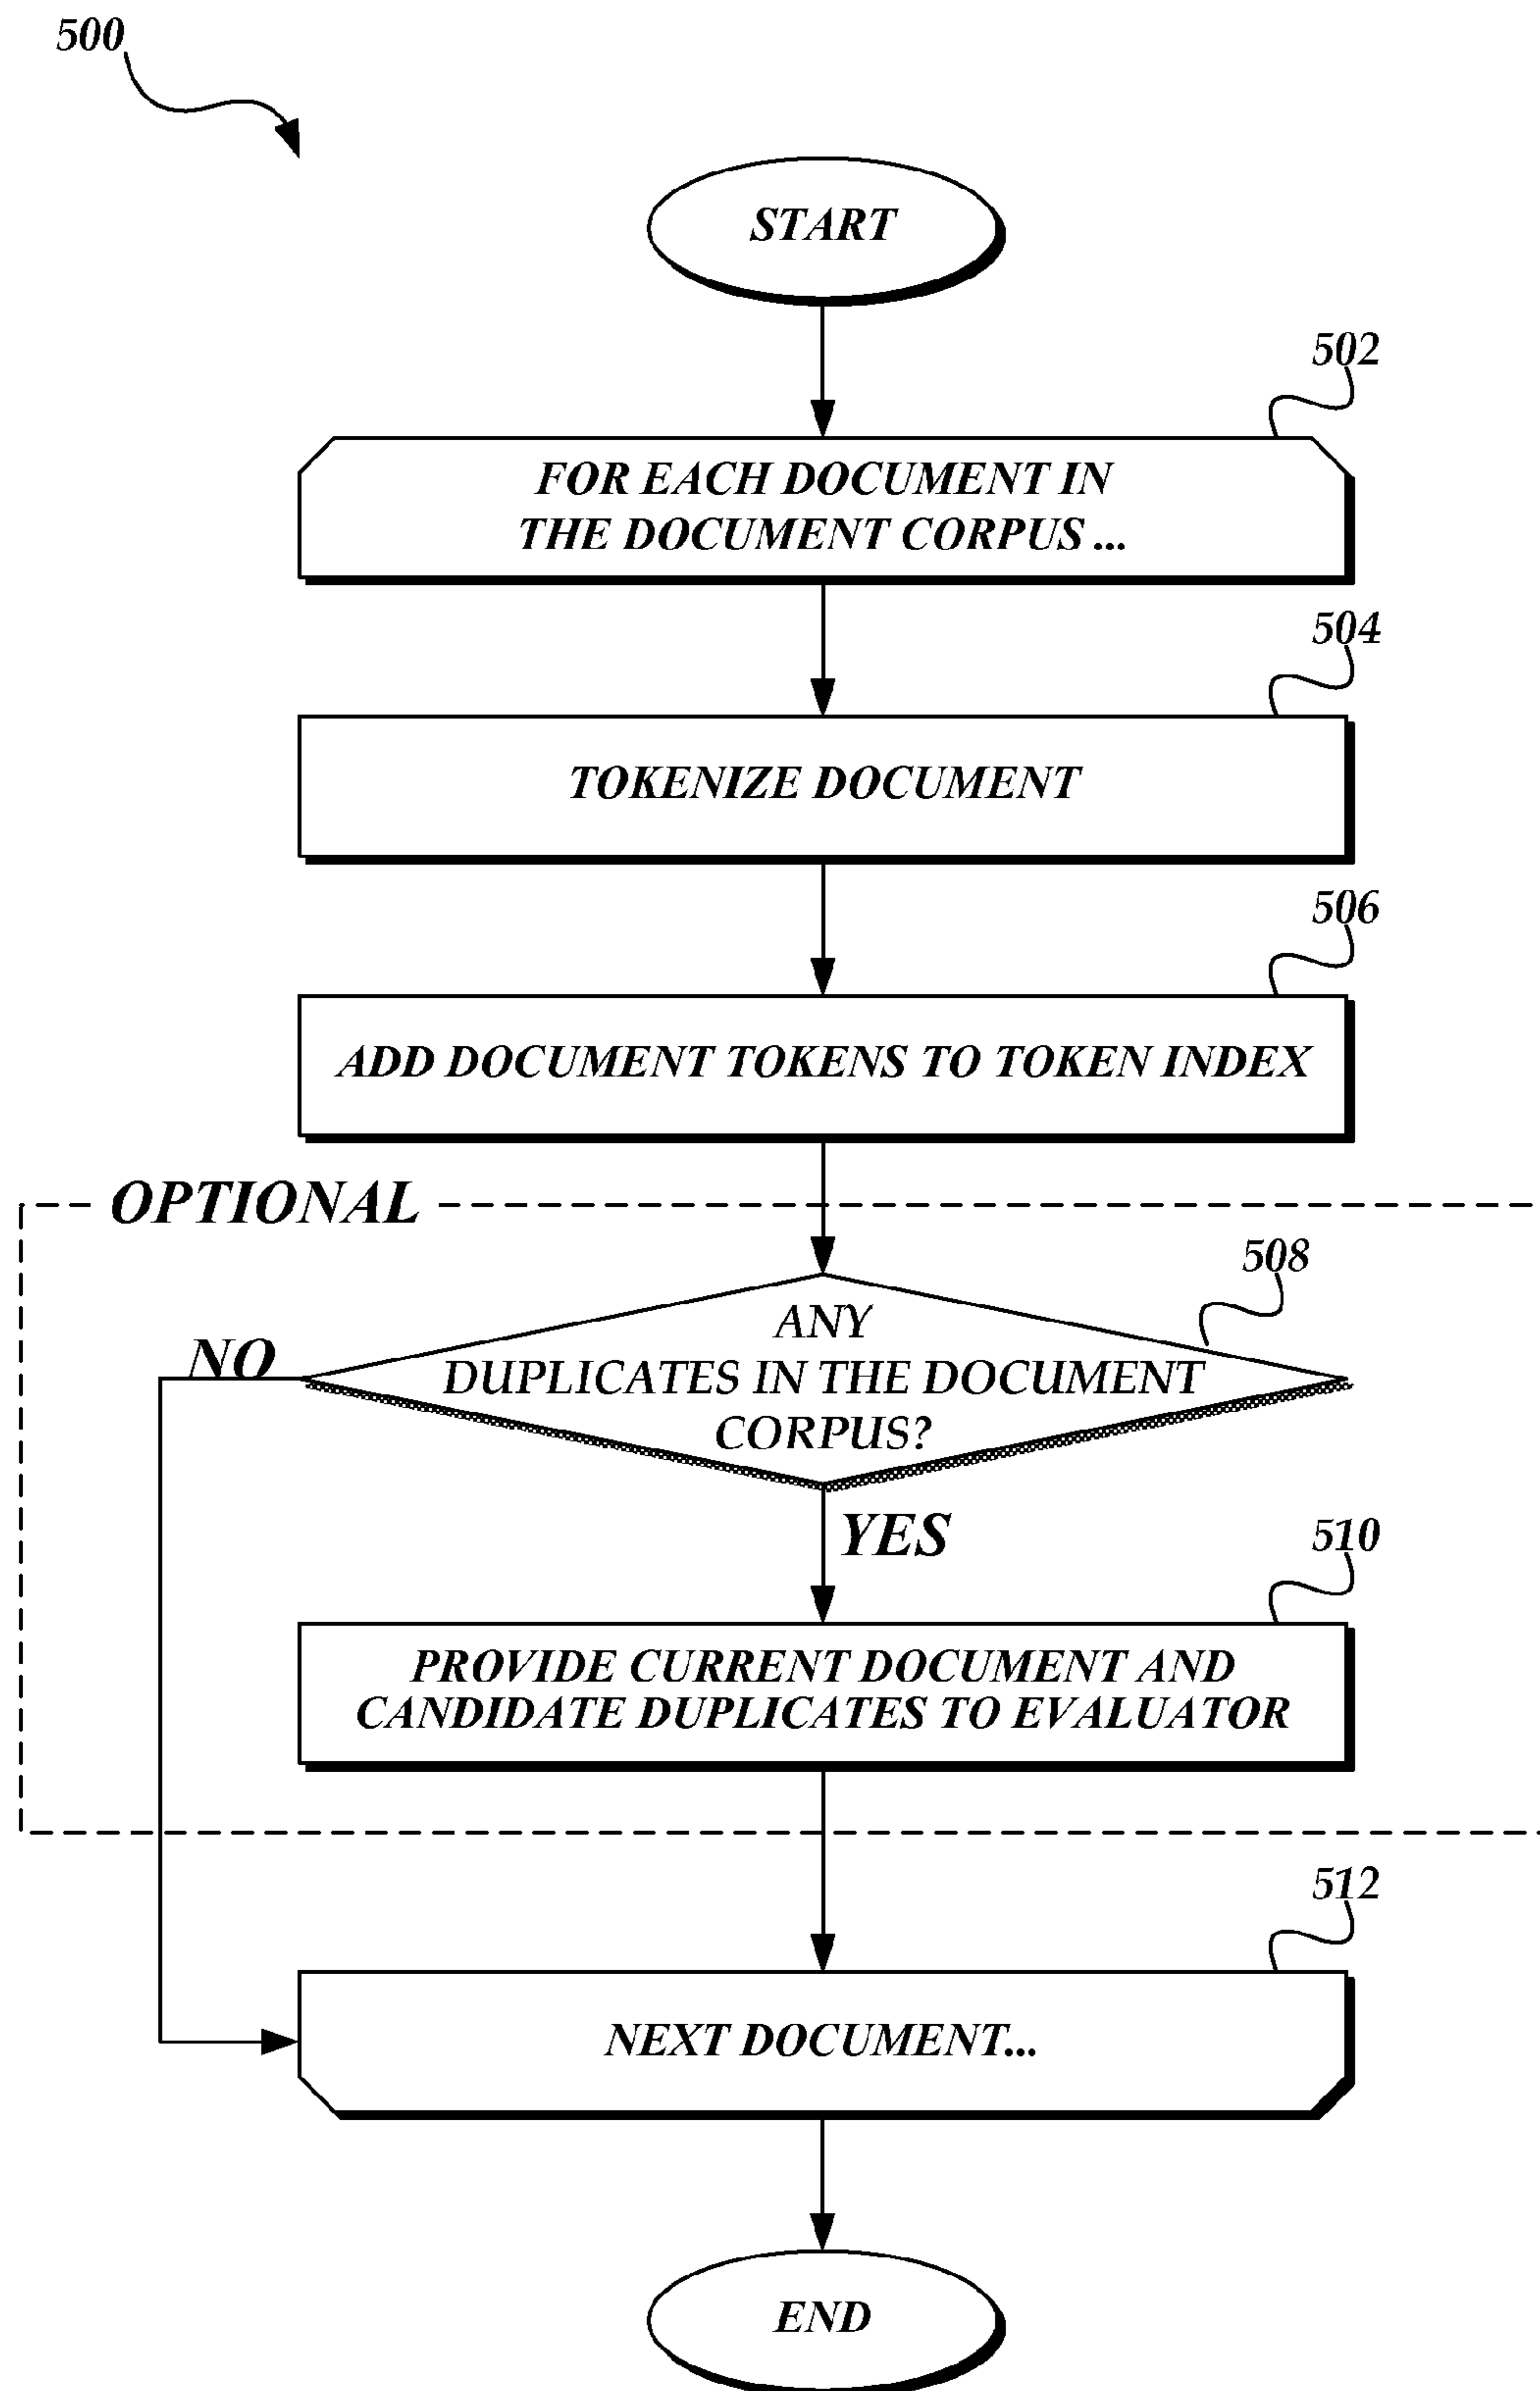 500
START
502
FOR EACH DOCUMENT IN
THE DOCUMENT CORPUS ...
504
TOKENIZE DOCUMENT
506
ADD DOCUMENT TOKENS TO TOKEN INDEX
OPTIONAL
508
ANY
DUPLICATES IN THE DOCUMENT
CORPUS?
NO
YES
510
PROVIDE CURRENT DOCUMENT AND
CANDIDATE DUPLICATES TO EVALUATOR
512
NEXT DOCUMENT...
END